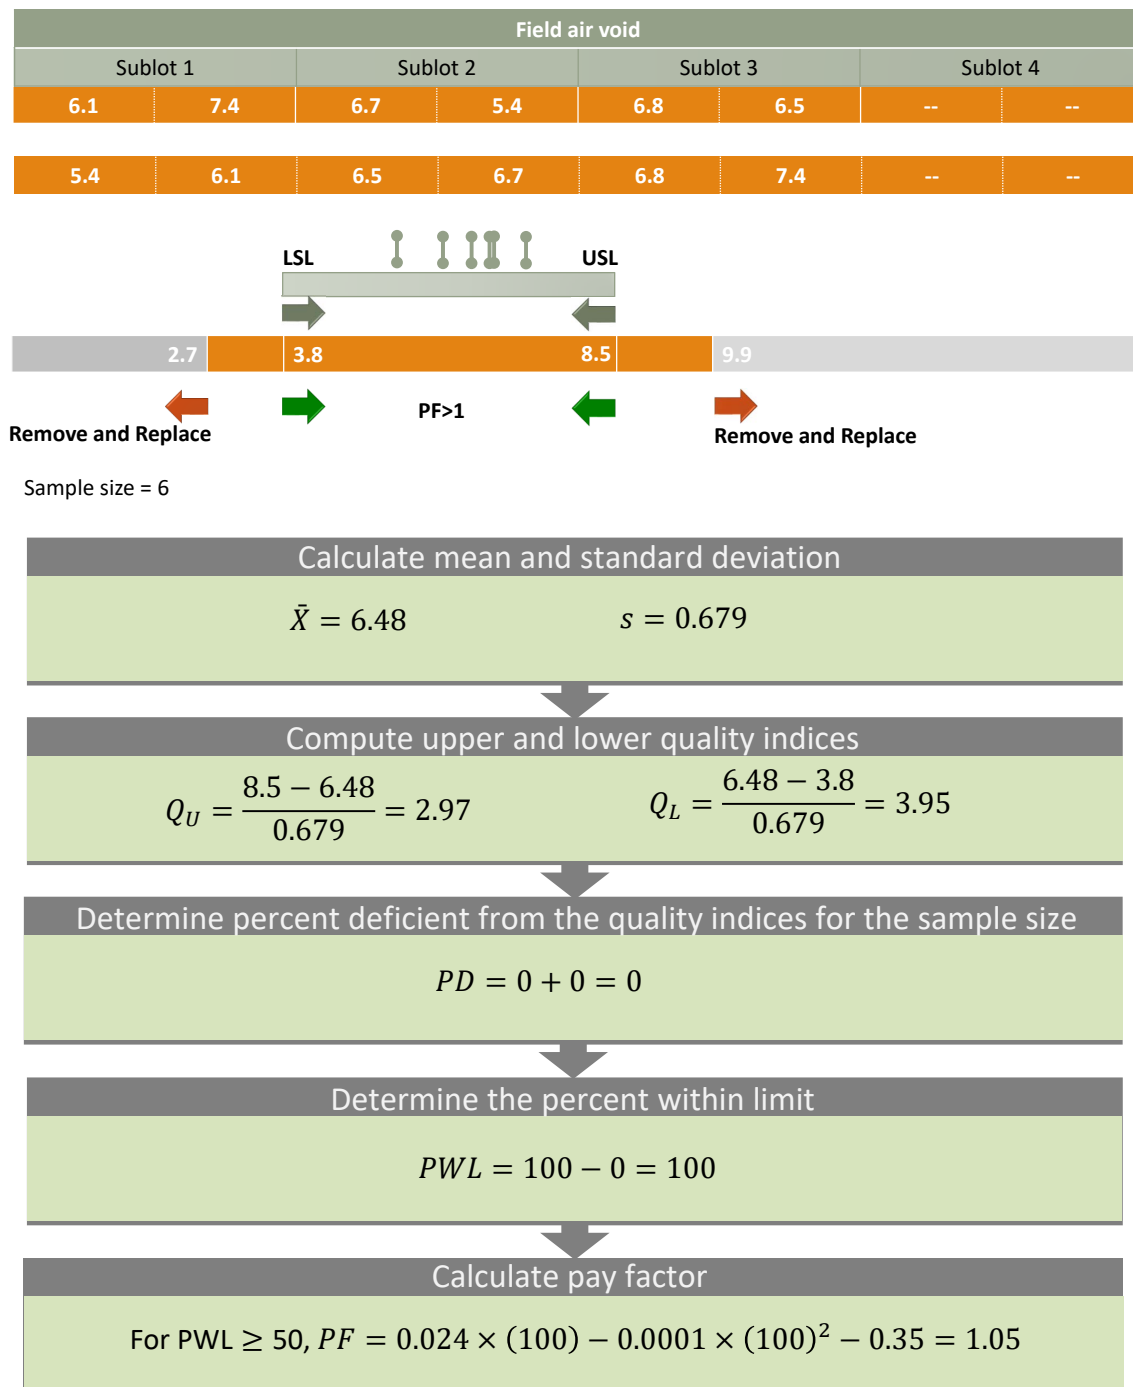 Field air void
Sublot 1 Sublot 2 Sublot 3 Sublot 4
6.1 7.4 6.7 5.4 6.8 6.5 -- --
5.4 6.1 6.5 6.7 6.8 7.4 -- --
LSL USL
2.7 3.8 8.5 9.9
PF>1
Remove and Replace Remove and Replace
Sample size = 6
Calculate mean and standard deviation
X̄ = 6.48 s = 0.679
Compute upper and lower quality indices
Q_U = (8.5 − 6.48)/0.679 = 2.97 Q_L = (6.48 − 3.8)/0.679 = 3.95
Determine percent deficient from the quality indices for the sample size
PD = 0 + 0 = 0
Determine the percent within limit
PWL = 100 − 0 = 100
Calculate pay factor
For PWL ≥ 50, PF = 0.024 × (100) − 0.0001 × (100)² − 0.35 = 1.05